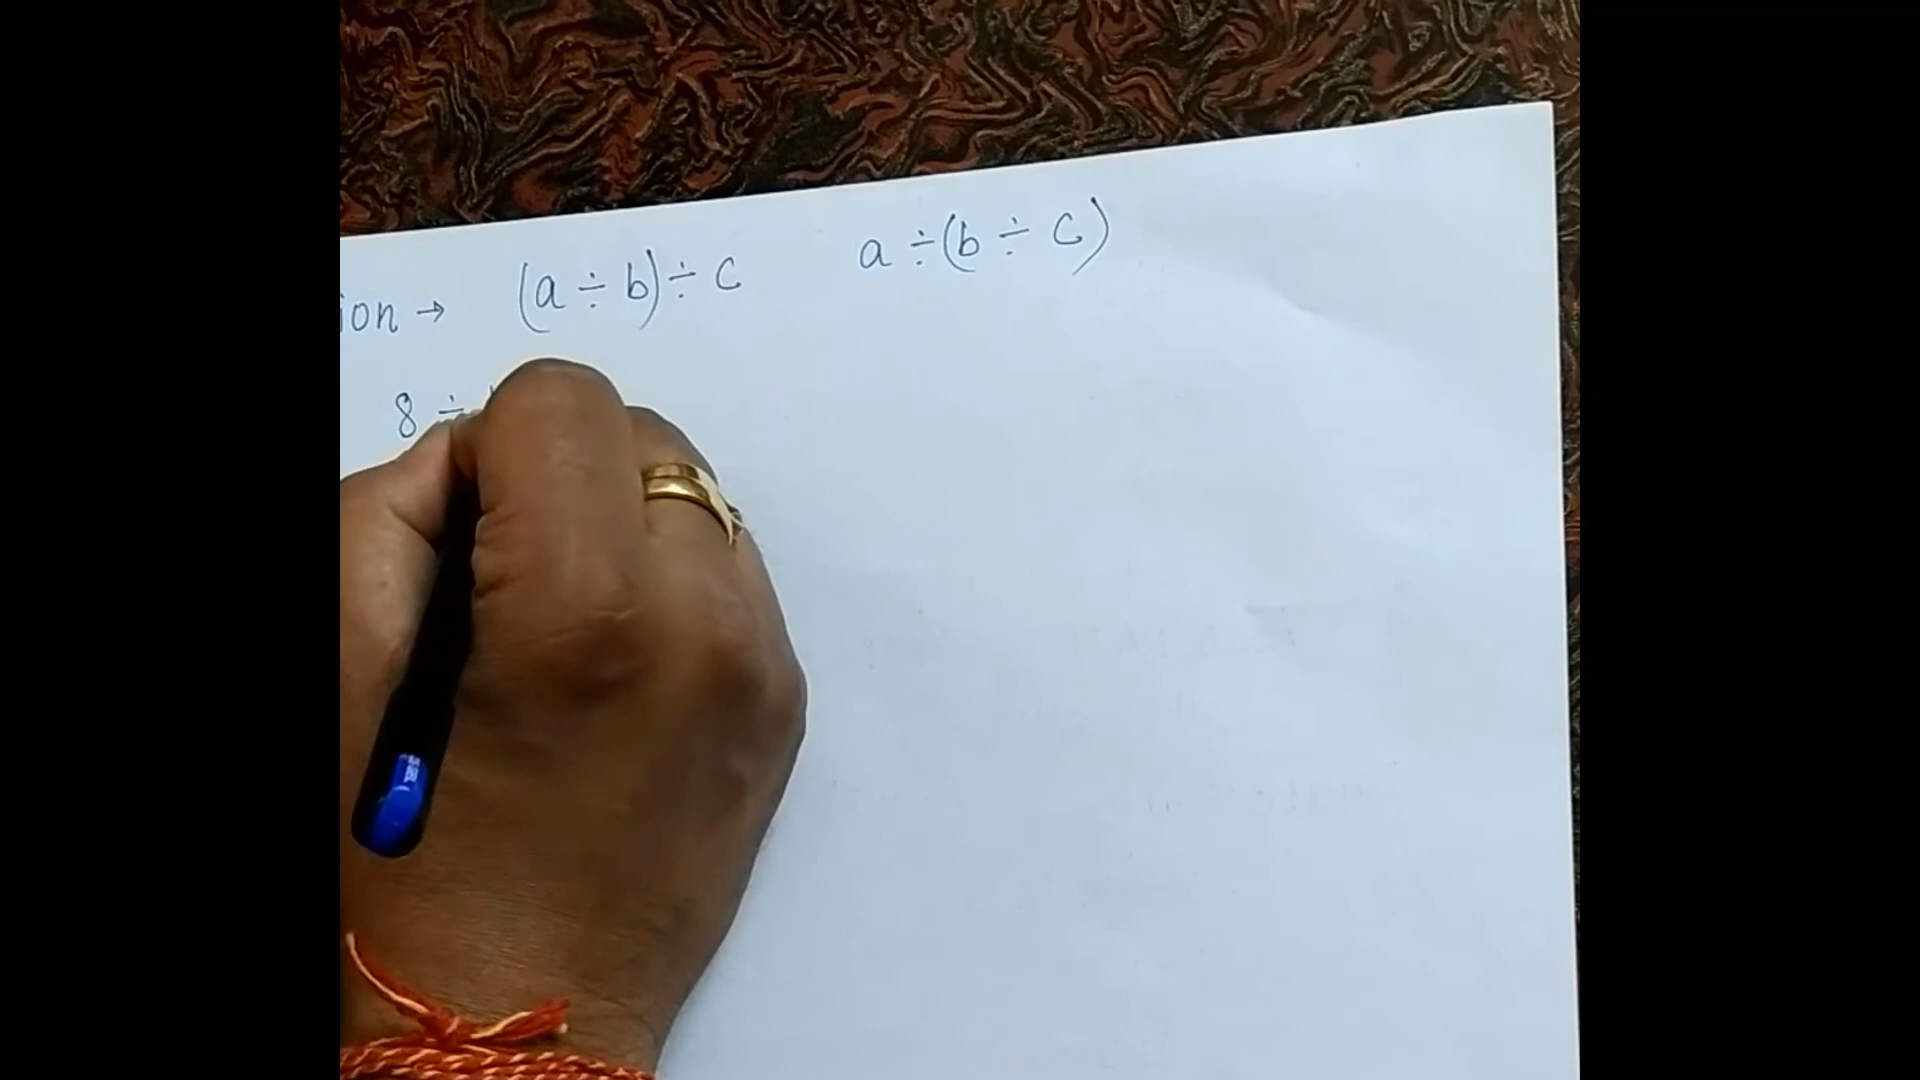 ion → (a ÷ b) ÷ c a ÷ (b ÷ c)
8 ÷